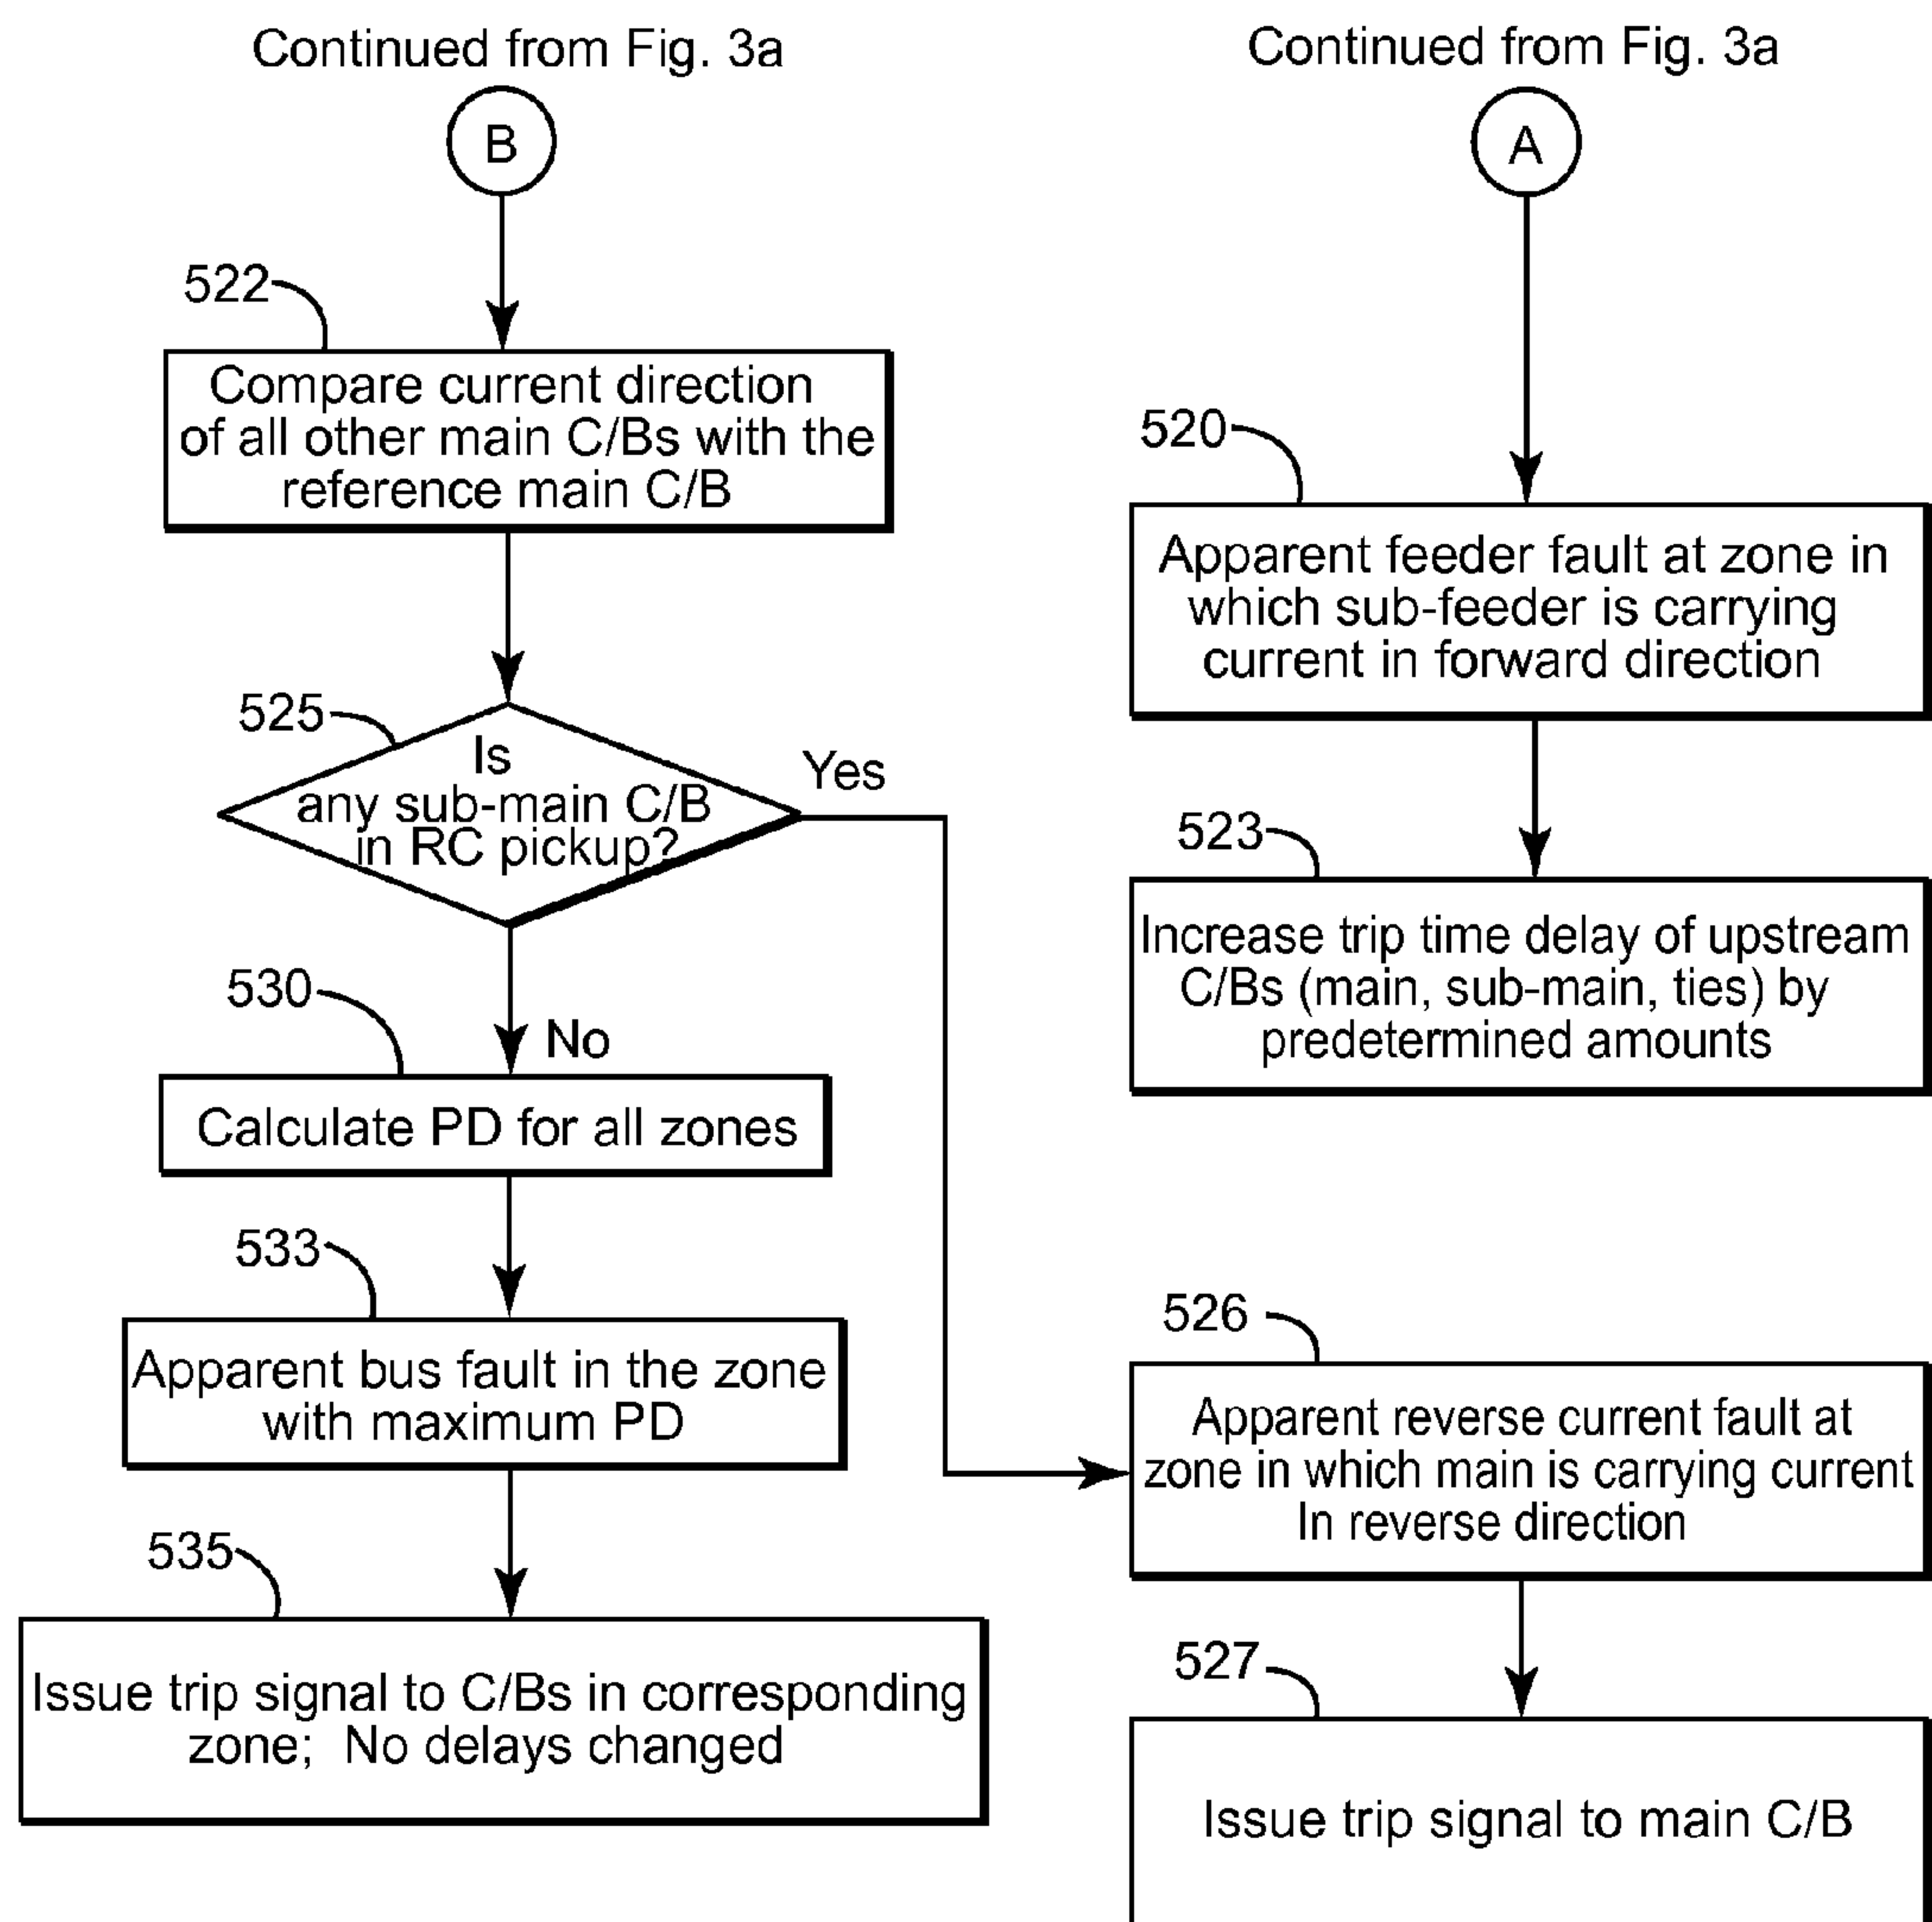 Continued from Fig. 3a
B
522
Compare current direction
of all other main C/Bs with the
reference main C/B
525
Is
any sub-main C/B
in RC pickup?
Yes
No
530
Calculate PD for all zones
533
Apparent bus fault in the zone
with maximum PD
535
Issue trip signal to C/Bs in corresponding
zone; No delays changed
Continued from Fig. 3a
A
520
Apparent feeder fault at zone in
which sub-feeder is carrying
current in forward direction
523
Increase trip time delay of upstream
C/Bs (main, sub-main, ties) by
predetermined amounts
526
Apparent reverse current fault at
zone in which main is carrying current
In reverse direction
527
Issue trip signal to main C/B